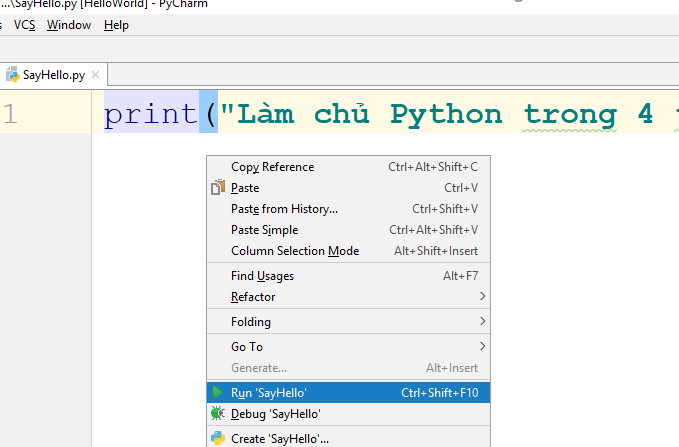 ...\SayHello.py [HelloWorld] - PyCharm
VCS Window Help
SayHello.py
1 print("Làm chủ Python trong 4
Copy Reference Ctrl+Alt+Shift+C
Paste Ctrl+V
Paste from History... Ctrl+Shift+V
Paste Simple Ctrl+Alt+Shift+V
Column Selection Mode Alt+Shift+Insert
Find Usages Alt+F7
Refactor
Folding
Go To
Generate... Alt+Insert
Run 'SayHello' Ctrl+Shift+F10
Debug 'SayHello'
Create 'SayHello'...